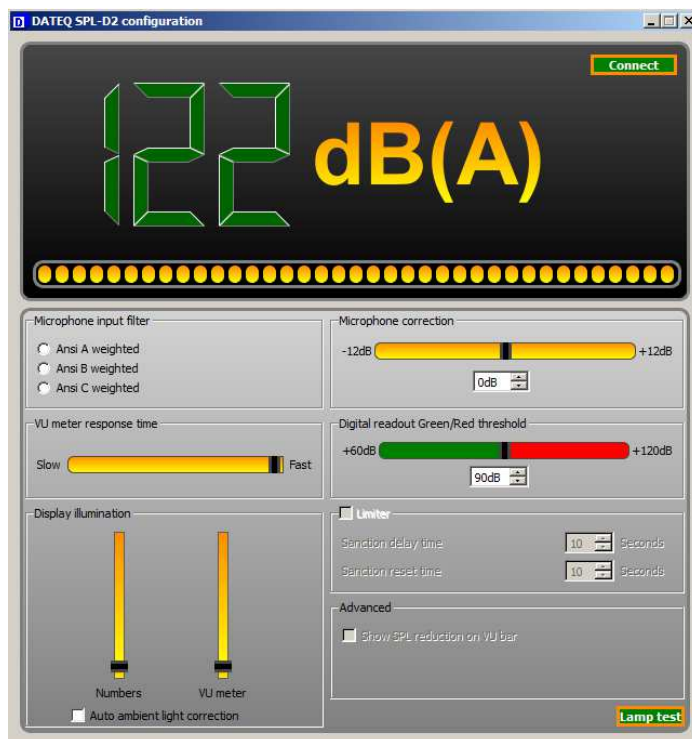 DATEQ SPL-D2 configuration
Connect
122 dB(A)
Microphone input filter
Ansi A weighted
Ansi B weighted
Ansi C weighted
Microphone correction
-12dB +12dB
0dB
VU meter response time
Slow Fast
Digital readout Green/Red threshold
+60dB +120dB
90dB
Display illumination
Numbers VU meter
Auto ambient light correction
Limiter
Sanction delay time 10 Seconds
Sanction reset time 10 Seconds
Advanced
Show SPL reduction on VU bar
Lamp test